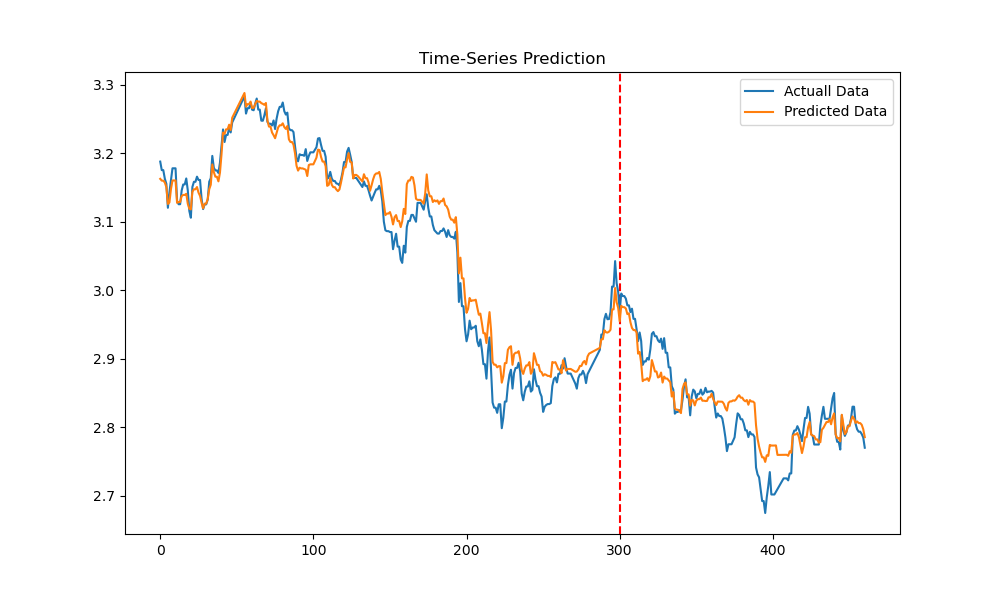 Time-Series Prediction
Actuall Data
Predicted Data
3.3
3.2
3.1
3.0
2.9
2.8
2.7
0 100 200 300 400